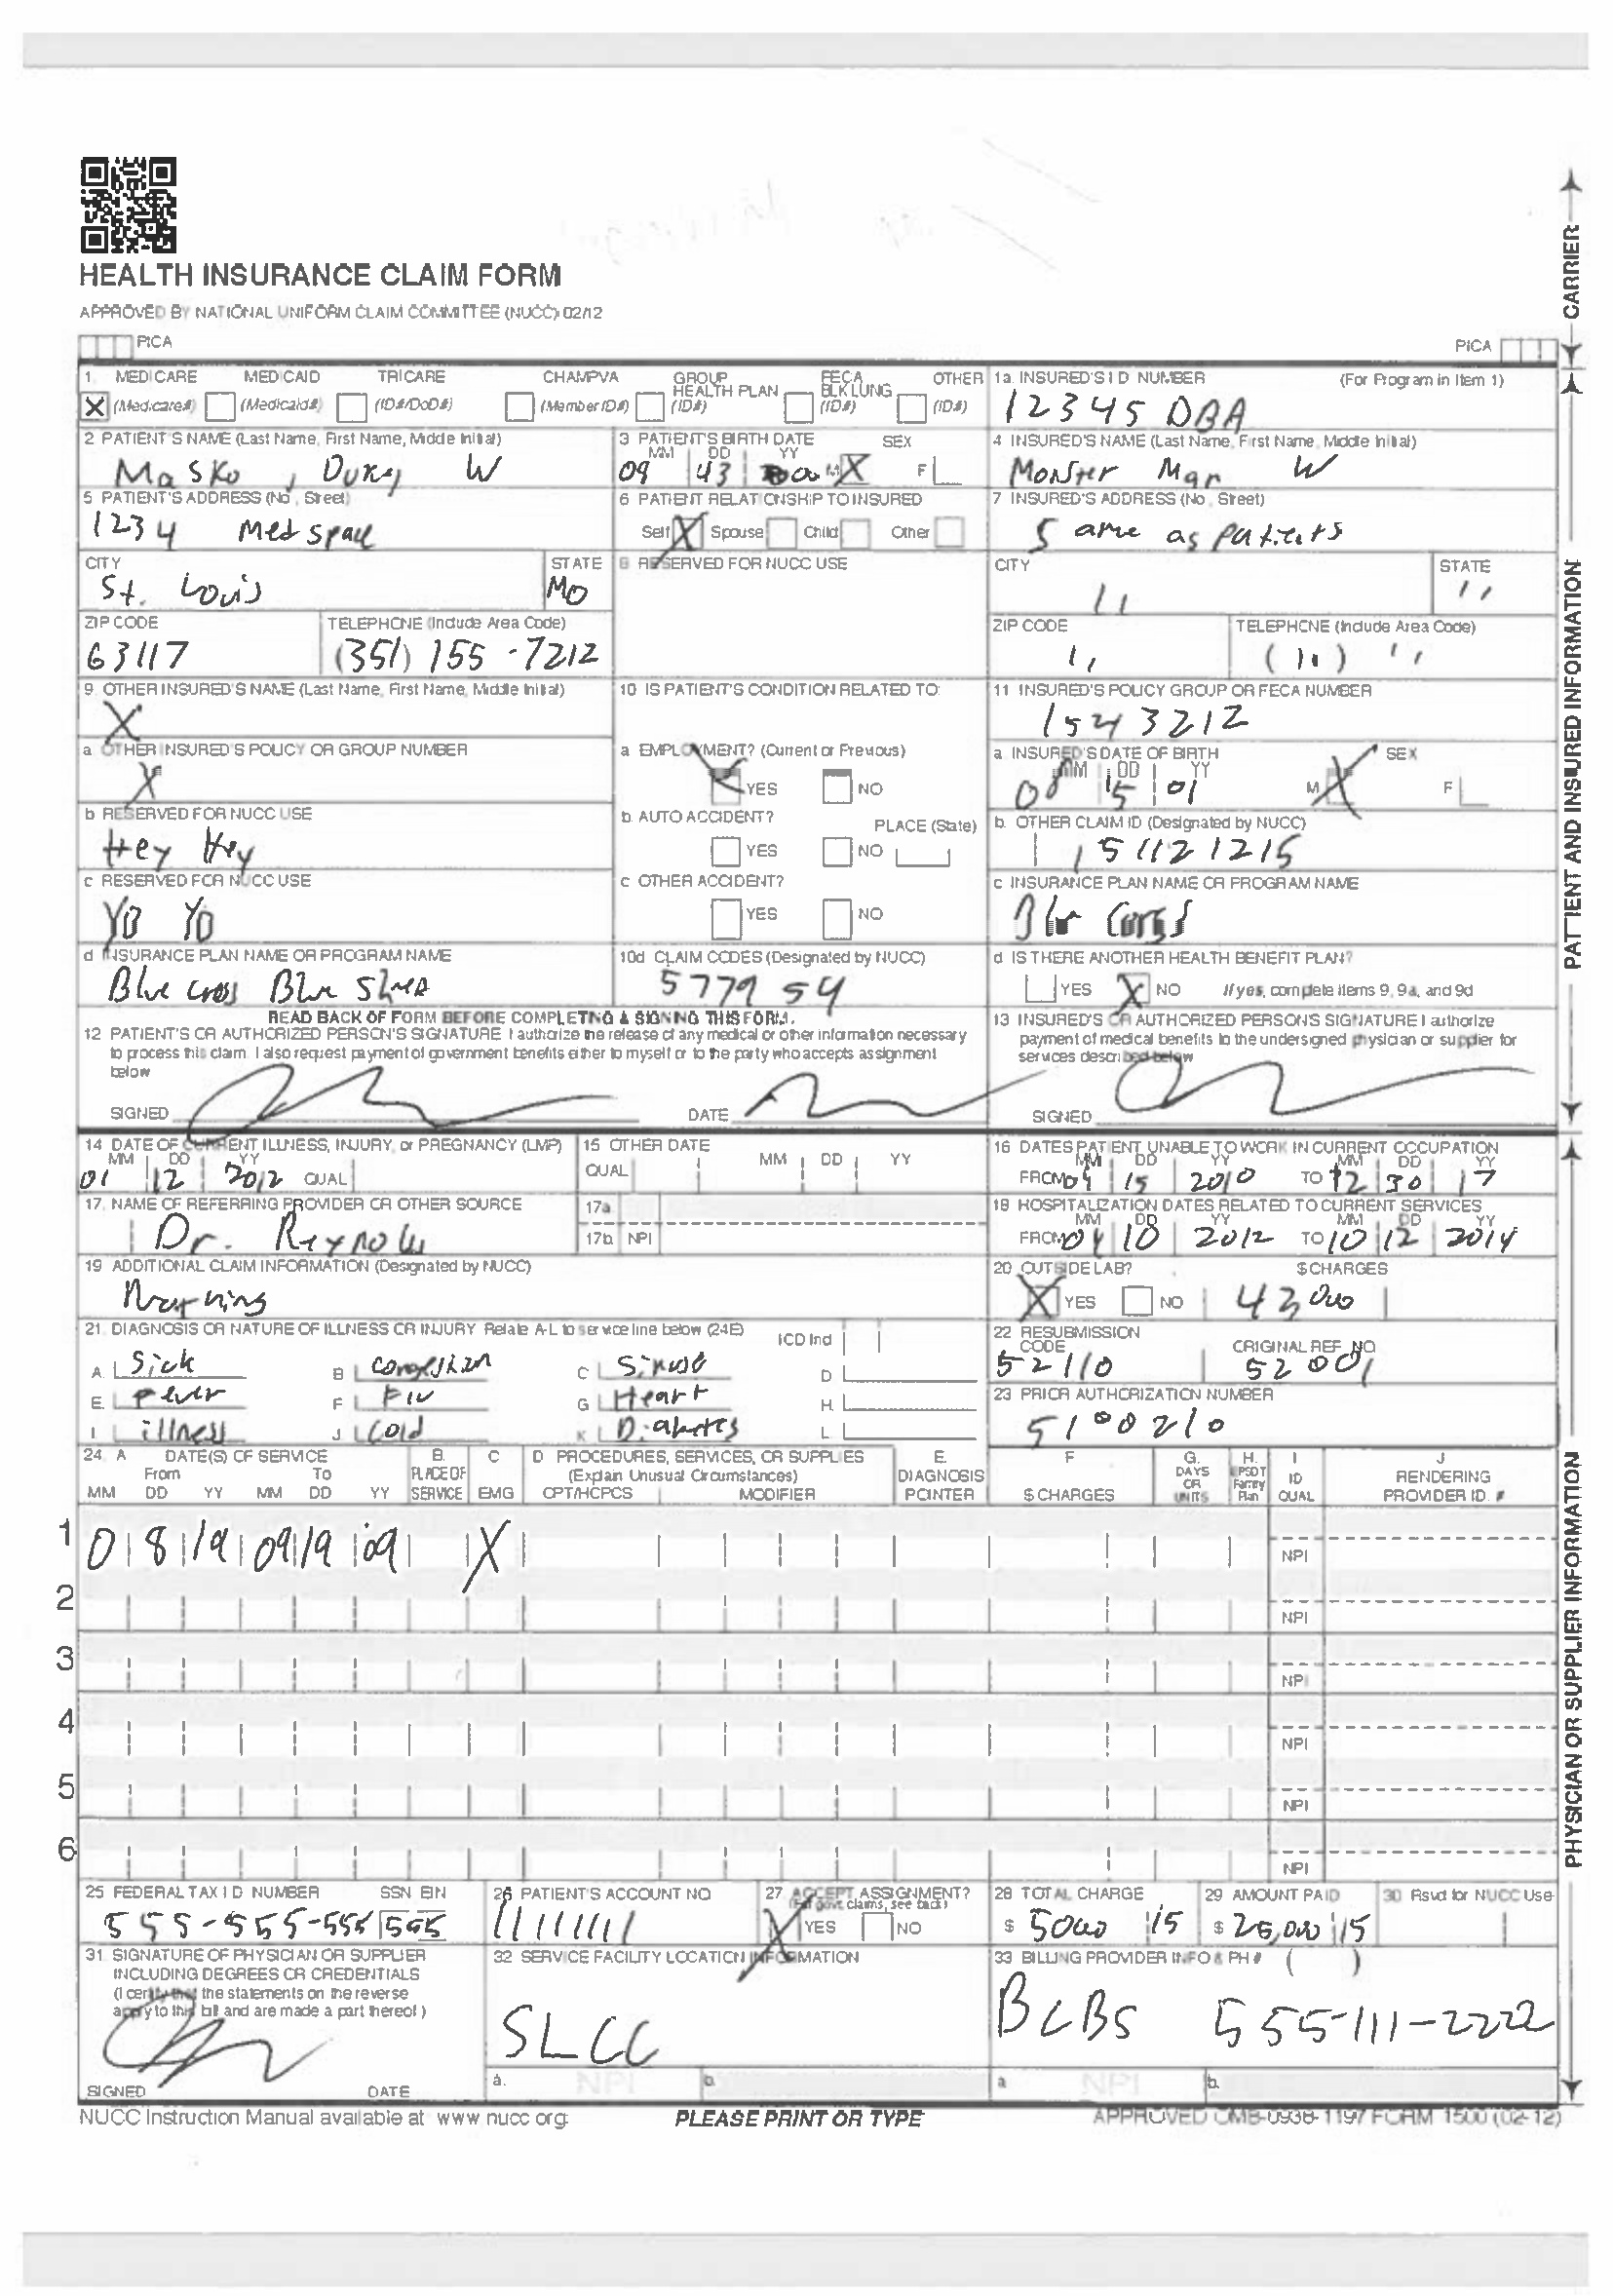 HEALTH INSURANCE CLAIM FORM
APPROVED BY NATIONAL UNIFORM CLAIM COMMITTEE (NUCC) 02/12
PICA PICA
CARRIER
1. MEDICARE MEDICAID TRICARE CHAMPVA GROUP HEALTH PLAN FECA BLK LUNG OTHER
X (Medicare#) (Medicaid#) (ID#/DoD#) (Member ID#) (ID#) (ID#) (ID#)
1a. INSURED'S I D NUMBER (For Program in Item 1)
12345 DBA
2 PATIENT'S NAME (Last Name, First Name, Middle Initial)
Masko, Duky W
3 PATIENT'S BIRTH DATE SEX
MM DD YY
09 43 M X F
4 INSURED'S NAME (Last Name, First Name, Middle Initial)
Monster Man W
5 PATIENT'S ADDRESS (No, Street)
1234 Med space
6 PATIENT RELATIONSHIP TO INSURED
Self X Spouse Child Other
7 INSURED'S ADDRESS (No, Street)
Same as patients
CITY STATE
St. Louis MO
8 RESERVED FOR NUCC USE
CITY STATE
'' ''
ZIP CODE TELEPHONE (Include Area Code)
63117 (351) 155-7212
ZIP CODE TELEPHONE (Include Area Code)
'' ('') ''
9 OTHER INSURED'S NAME (Last Name, First Name, Middle Initial)
X
10 IS PATIENT'S CONDITION RELATED TO:
11 INSURED'S POLICY GROUP OR FECA NUMBER
1543212
a OTHER INSURED'S POLICY OR GROUP NUMBER
X
a EMPLOYMENT? (Current or Previous)
YES NO
a INSURED'S DATE OF BIRTH SEX
MM DD YY
08 15 01 M X F
b RESERVED FOR NUCC USE
Hey Hey
b. AUTO ACCIDENT? PLACE (State)
YES NO
b. OTHER CLAIM ID (Designated by NUCC)
151121215
c RESERVED FOR NUCC USE
YO YO
c OTHER ACCIDENT?
YES NO
c INSURANCE PLAN NAME OR PROGRAM NAME
d INSURANCE PLAN NAME OR PROGRAM NAME
Blue cross Blue
10d CLAIM CODES (Designated by NUCC)
5779 54
d IS THERE ANOTHER HEALTH BENEFIT PLAN?
YES X NO If yes, complete items 9, 9a, and 9d
READ BACK OF FORM BEFORE COMPLETING & SIGNING THIS FORM.
12 PATIENT'S OR AUTHORIZED PERSON'S SIGNATURE I authorize the release of any medical or other information necessary
to process this claim. I also request payment of government benefits either to myself or to the party who accepts assignment
below
SIGNED DATE
13 INSURED'S OR AUTHORIZED PERSON'S SIGNATURE I authorize
payment of medical benefits to the undersigned physician or supplier for
services described below
SIGNED
PATIENT AND INSURED INFORMATION
14 DATE OF CURRENT ILLNESS, INJURY, or PREGNANCY (LMP)
MM DD YY
01 12 2012 QUAL
15 OTHER DATE
QUAL MM DD YY
16 DATES PATIENT UNABLE TO WORK IN CURRENT OCCUPATION
MM DD YY MM DD YY
FROM 04 15 2010 TO 12 30 17
17. NAME OF REFERRING PROVIDER OR OTHER SOURCE
Dr. Reynolds
17a
17b NPI
18 HOSPITALIZATION DATES RELATED TO CURRENT SERVICES
MM DD YY MM DD YY
FROM 04 10 2012 TO 10 12 2014
19 ADDITIONAL CLAIM INFORMATION (Designated by NUCC)
20 OUTSIDE LAB? $ CHARGES
X YES NO 43,000
21. DIAGNOSIS OR NATURE OF ILLNESS OR INJURY Relate A-L to service line below (24E) ICD Ind
A Sick B congestion C Sinus D
E fever F Flu G Heart H
I illness J Cold K Diabetes L
22 RESUBMISSION CODE ORIGINAL REF. NO
52110 52001
23 PRIOR AUTHORIZATION NUMBER
5100210
24. A DATE(S) OF SERVICE B. C D PROCEDURES, SERVICES, OR SUPPLIES E. F G. H. I J
From To PLACE OF (Explain Unusual Circumstances) DIAGNOSIS DAYS OR EPSDT Family ID RENDERING
MM DD YY MM DD YY SERVICE EMG CPT/HCPCS MODIFIER POINTER $ CHARGES UNITS Plan QUAL PROVIDER ID. #
1 0 8 19 09 19 09 X NPI
2 NPI
3 NPI
4 NPI
5 NPI
6 NPI
PHYSICIAN OR SUPPLIER INFORMATION
25 FEDERAL TAX I D NUMBER SSN EIN
555-555-555 555
26 PATIENT'S ACCOUNT NO
11111111
27 ACCEPT ASSIGNMENT?
(For govt. claims, see back)
X YES NO
28 TOTAL CHARGE
$ 5000 15
29 AMOUNT PAID
$ 25,000 15
30 Rsvd for NUCC Use
31. SIGNATURE OF PHYSICIAN OR SUPPLIER
INCLUDING DEGREES OR CREDENTIALS
(I certify that the statements on the reverse
apply to this bill and are made a part thereof)
SIGNED DATE
32 SERVICE FACILITY LOCATION INFORMATION
SLCC
a. NPI b.
33 BILLING PROVIDER INFO & PH # ( )
BCBS 555-111-2222
a NPI b.
NUCC Instruction Manual available at www nucc org PLEASE PRINT OR TYPE APPROVED OMB-0938-1197 FORM 1500 (02-12)